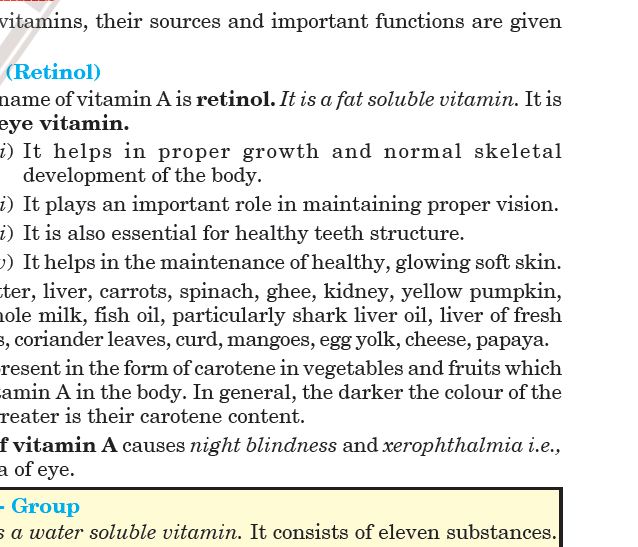 vitamins, their sources and important functions are given
(Retinol)
name of vitamin A is retinol. It is a fat soluble vitamin. It is
eye vitamin.
i) It helps in proper growth and normal skeletal
development of the body.
i) It plays an important role in maintaining proper vision.
i) It is also essential for healthy teeth structure.
v) It helps in the maintenance of healthy, glowing soft skin.
tter, liver, carrots, spinach, ghee, kidney, yellow pumpkin,
hole milk, fish oil, particularly shark liver oil, liver of fresh
s, coriander leaves, curd, mangoes, egg yolk, cheese, papaya.
present in the form of carotene in vegetables and fruits which
tamin A in the body. In general, the darker the colour of the
reater is their carotene content.
f vitamin A causes night blindness and xerophthalmia i.e.,
a of eye.
- Group
s a water soluble vitamin. It consists of eleven substances.